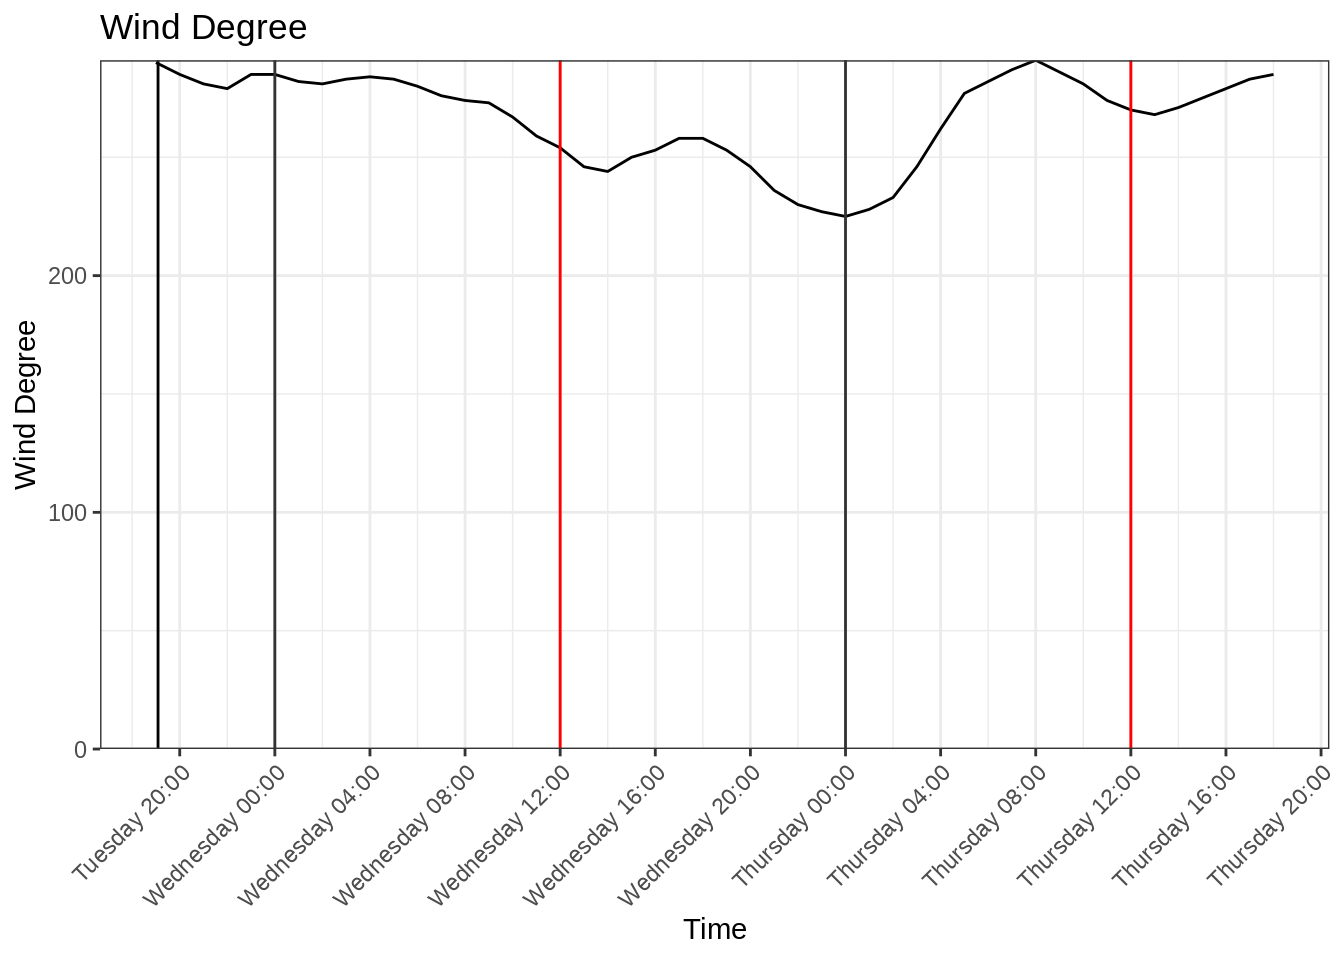 Wind Degree
Wind Degree
200
100
0
Tuesday 20:00
Wednesday 00:00
Wednesday 04:00
Wednesday 08:00
Wednesday 12:00
Wednesday 16:00
Wednesday 20:00
Thursday 00:00
Thursday 04:00
Thursday 08:00
Thursday 12:00
Thursday 16:00
Thursday 20:00
Time